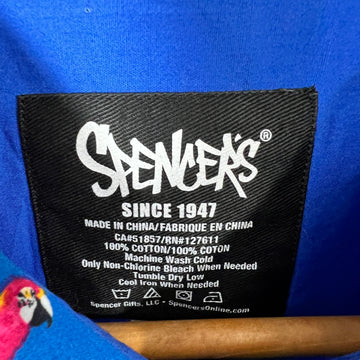 SPENCER'S®
SINCE 1947
MADE IN CHINA/FABRIQUE EN CHINA
CA#51857/RN#127611
100% COTTON/100% COTON
Machine Wash Cold
Only Non-Chlorine Bleach When Needed
Tumble Dry Low
Cool Iron When Needed
Spencer Gifts, LLC • SpencersOnline.com